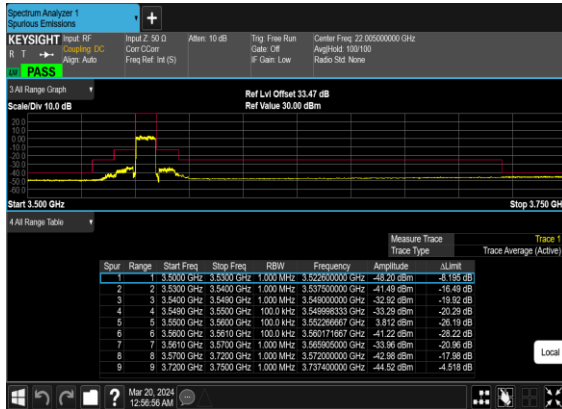 Spectrum Analyzer 1
Spurious Emissions
+
KEYSIGHT
R T
Input: RF
Coupling: DC
Align: Auto
Input Z: 50 Ω
Corr CCorr
Freq Ref: Int (S)
Atten: 10 dB
Trig: Free Run
Gate: Off
IF Gain: Low
Center Freq: 22.005000000 GHz
Avg|Hold: 100/100
Radio Std: None
PASS
3 All Range Graph
Scale/Div 10.0 dB
Ref Lvl Offset 33.47 dB
Ref Value 30.00 dBm
20.0
10.0
0.00
-10.0
-20.0
-30.0
-40.0
-50.0
-60.0
Start 3.500 GHz
Stop 3.750 GH
4 All Range Table
Measure Trace Trace 1
Trace Type Trace Average (Active)
Spur Range Start Freq Stop Freq RBW Frequency Amplitude ΔLimit
1 1 3.5000 GHz 3.5300 GHz 1.000 MHz 3.522600000 GHz -48.20 dBm -8.195 dB
2 2 3.5300 GHz 3.5400 GHz 1.000 MHz 3.537500000 GHz -41.49 dBm -16.49 dB
3 3 3.5400 GHz 3.5490 GHz 1.000 MHz 3.549000000 GHz -32.92 dBm -19.92 dB
4 4 3.5490 GHz 3.5500 GHz 100.0 kHz 3.549998333 GHz -33.29 dBm -20.29 dB
5 5 3.5500 GHz 3.5600 GHz 100.0 kHz 3.552266667 GHz 3.812 dBm -26.19 dB
6 6 3.5600 GHz 3.5610 GHz 100.0 kHz 3.560171667 GHz -41.22 dBm -28.22 dB
7 7 3.5610 GHz 3.5700 GHz 1.000 MHz 3.565905000 GHz -33.96 dBm -20.96 dB
8 8 3.5700 GHz 3.7200 GHz 1.000 MHz 3.572000000 GHz -42.98 dBm -17.98 dB
9 9 3.7200 GHz 3.7500 GHz 1.000 MHz 3.737400000 GHz -44.52 dBm -4.518 dB
Local
?
Mar 20, 2024
12:56:56 AM